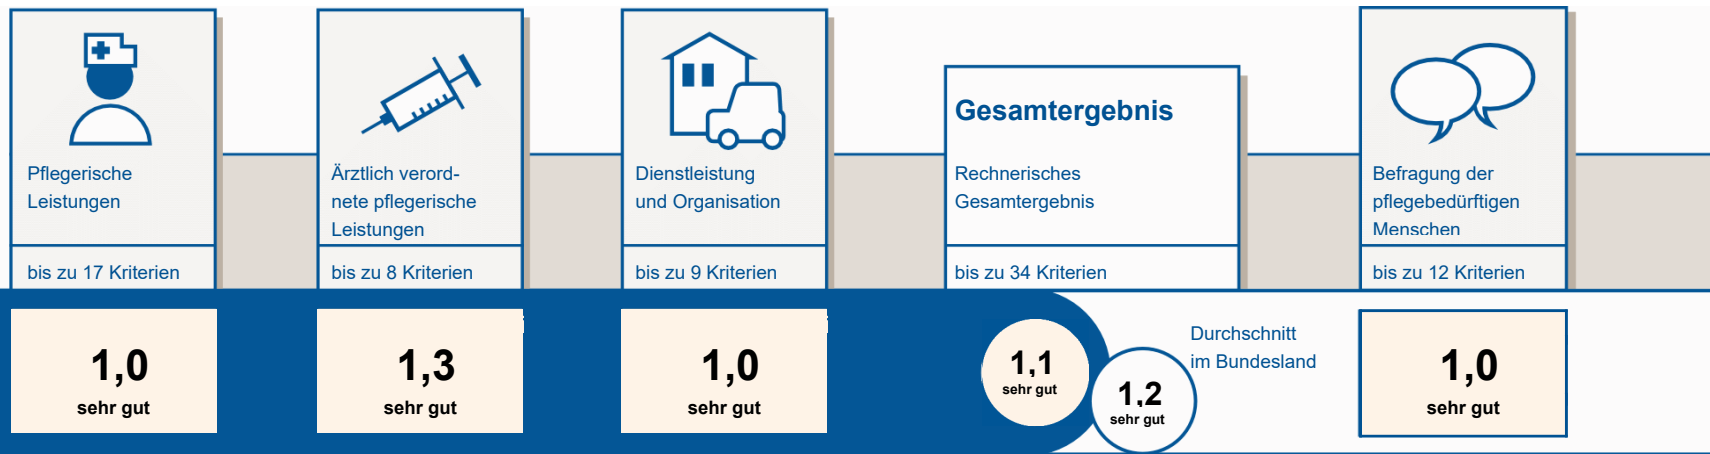 Pflegerische
Leistungen
bis zu 17 Kriterien
1,0
sehr gut
Ärztlich verord-
nete pflegerische
Leistungen
bis zu 8 Kriterien
1,3
sehr gut
Dienstleistung
und Organisation
bis zu 9 Kriterien
1,0
sehr gut
Gesamtergebnis
Rechnerisches
Gesamtergebnis
bis zu 34 Kriterien
1,1
sehr gut
1,2
sehr gut
Durchschnitt
im Bundesland
Befragung der
pflegebedürftigen
Menschen
bis zu 12 Kriterien
1,0
sehr gut